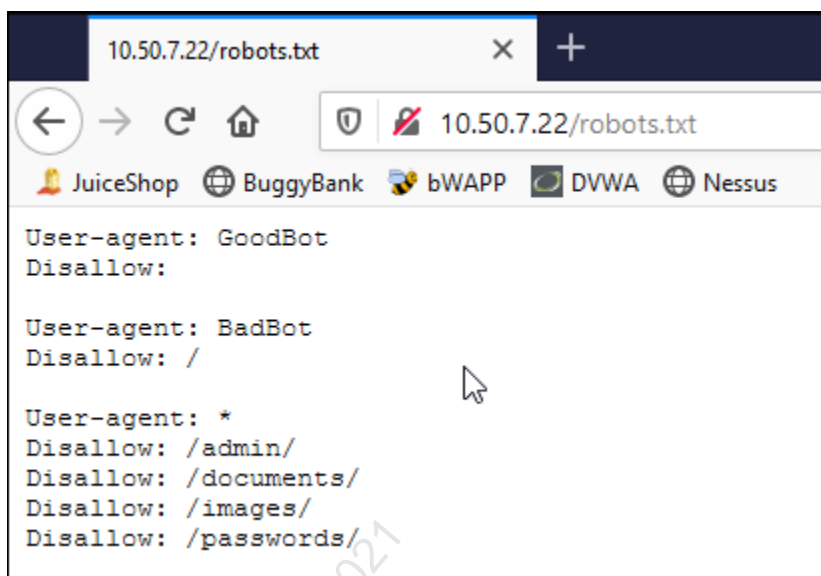 10.50.7.22/robots.txt
10.50.7.22/robots.txt
JuiceShop BuggyBank bWAPP DVWA Nessus
User-agent: GoodBot
Disallow:
User-agent: BadBot
Disallow: /
User-agent: *
Disallow: /admin/
Disallow: /documents/
Disallow: /images/
Disallow: /passwords/
2021